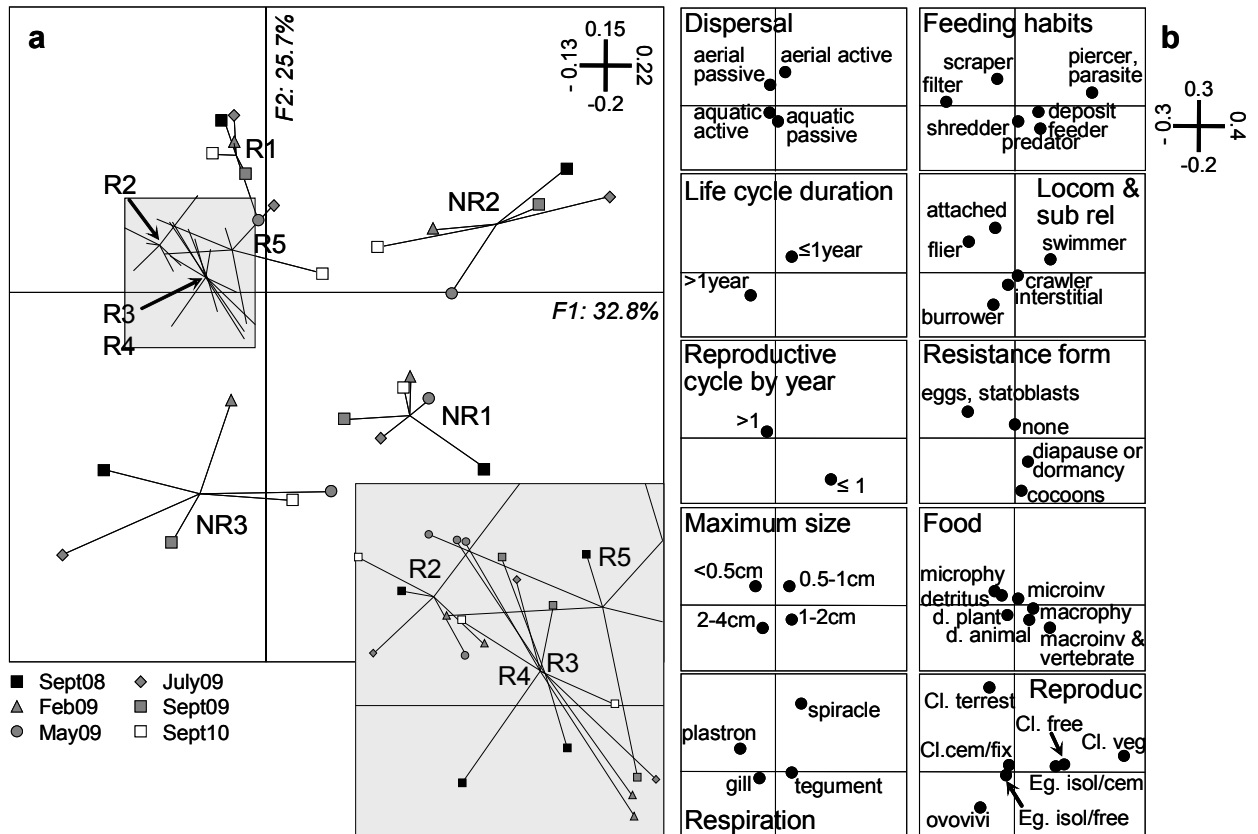 a
F2: 25.7%
0.15
- 0.13
0.22
-0.2
R1
R2
NR2
R5
R3
R4
F1: 32.8%
NR1
NR3
R2
R5
R4
R3
Sept08
July09
Feb09
Sept09
May09
Sept10
b
0.3
-0.3
0.4
-0.2
Dispersal
aerial
passive
aerial active
aquatic
active
aquatic
passive
Feeding habits
scraper
piercer,
parasite
filter
deposit
feeder
shredder
predator
Life cycle duration
≤1year
>1year
Locom &
sub rel
attached
flier
swimmer
crawler
interstitial
burrower
Reproductive
cycle by year
>1
≤ 1
Resistance form
eggs, statoblasts
none
diapause or
dormancy
cocoons
Maximum size
<0.5cm
0.5-1cm
2-4cm
1-2cm
Food
microphy
microinv
detritus
macrophy
d. plant
d. animal
macroinv &
vertebrate
spiracle
plastron
gill
tegument
Respiration
Reproduc
Cl. terrest
Cl. free
Cl. veg
Cl.cem/fix
Eg. isol/cem
Eg. isol/free
ovovivi